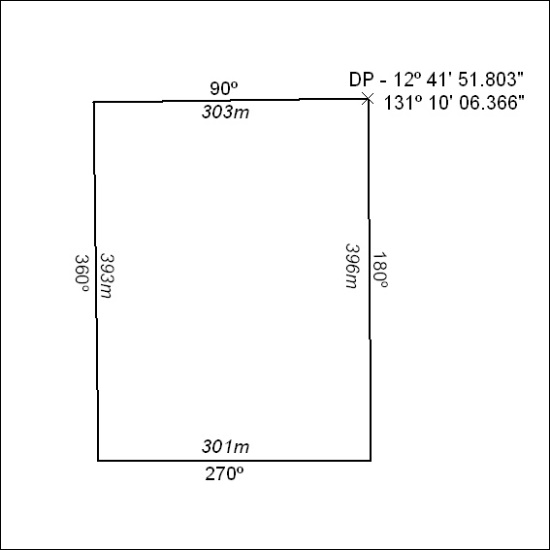 DP - 12º 41' 51.803"
131º 10' 06.366"
90º
303m
360º
393m
396m
180º
301m
270º